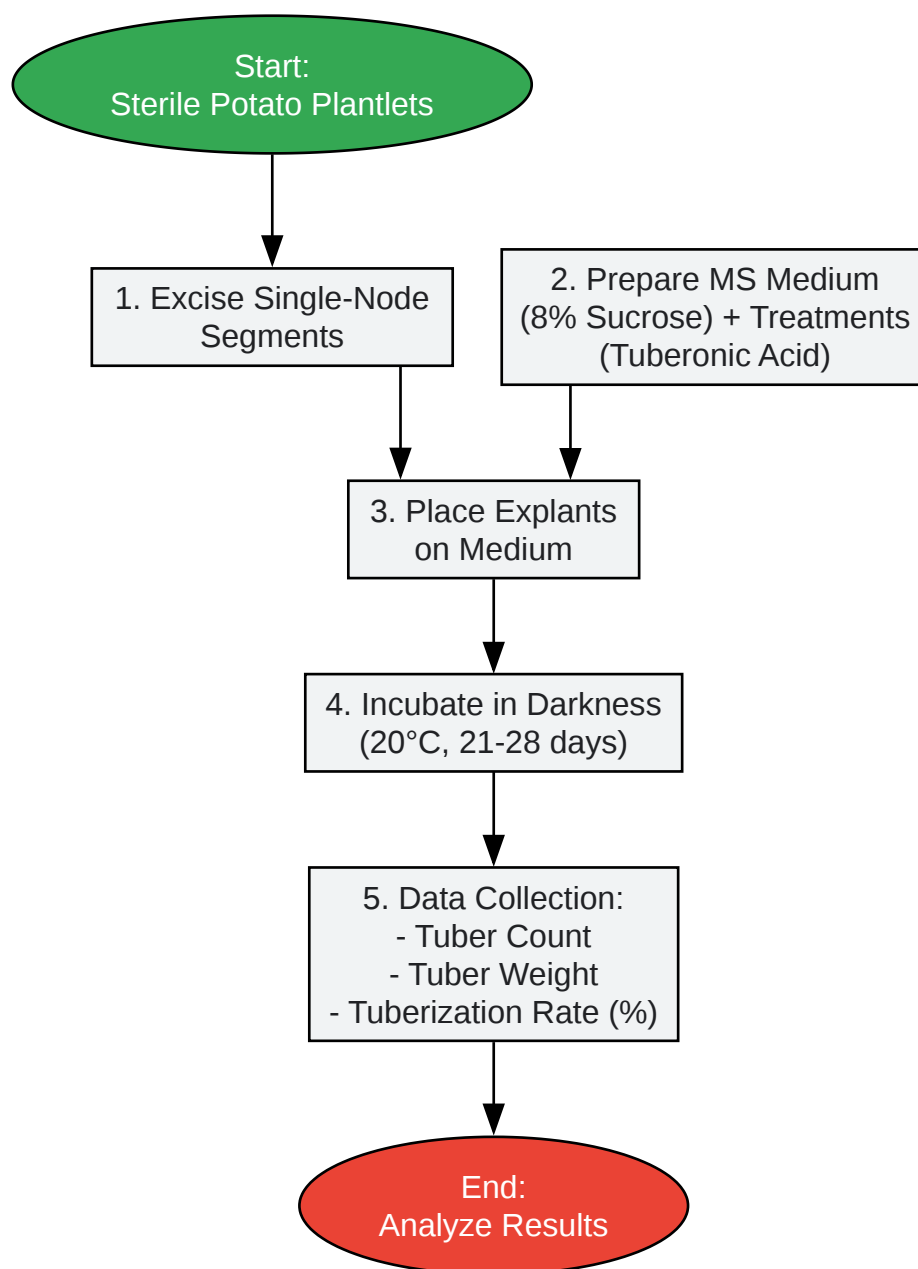 Start:
Sterile Potato Plantlets
1. Excise Single-Node
Segments
2. Prepare MS Medium
(8% Sucrose) + Treatments
(Tuberonic Acid)
3. Place Explants
on Medium
4. Incubate in Darkness
(20°C, 21-28 days)
5. Data Collection:
- Tuber Count
- Tuber Weight
- Tuberization Rate (%)
End:
Analyze Results